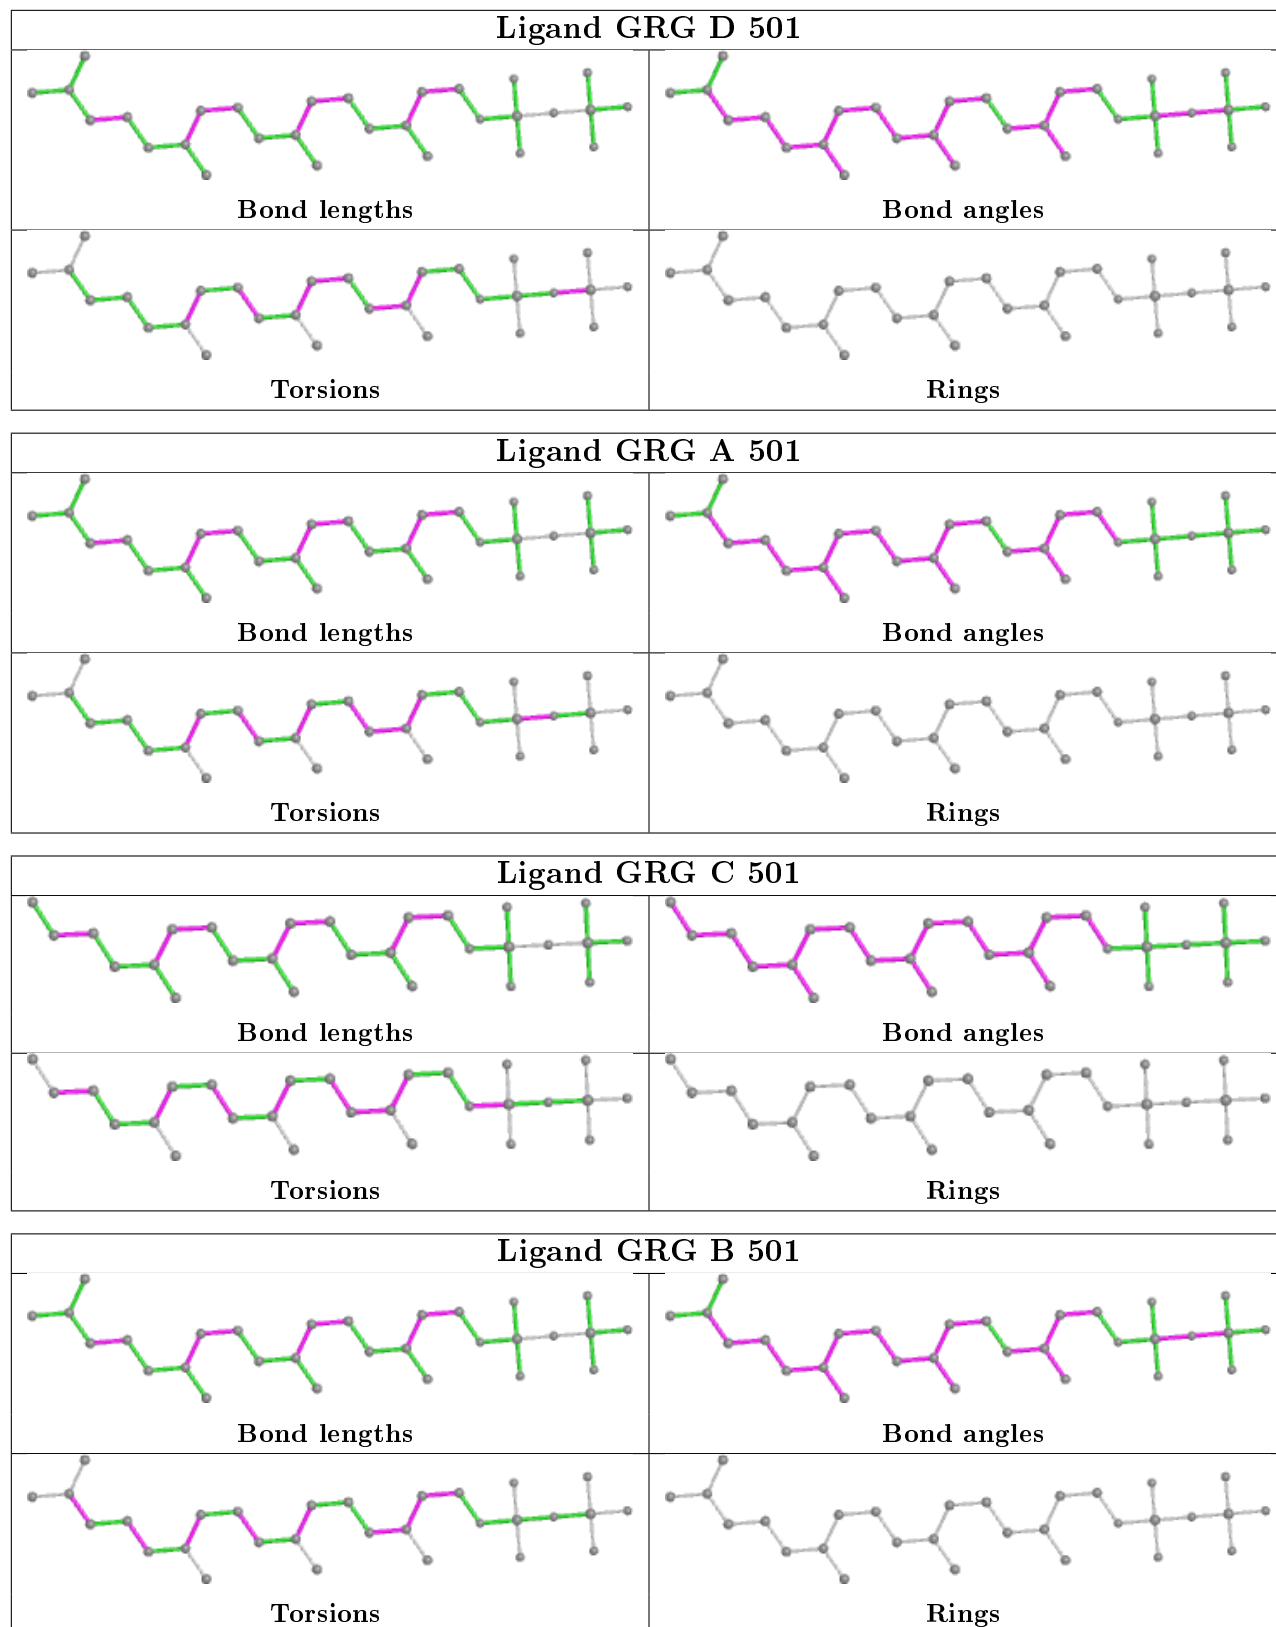 Ligand GRG D 501
Bond lengths
Bond angles
Torsions
Rings
Ligand GRG A 501
Bond lengths
Bond angles
Torsions
Rings
Ligand GRG C 501
Bond lengths
Bond angles
Torsions
Rings
Ligand GRG B 501
Bond lengths
Bond angles
Torsions
Rings